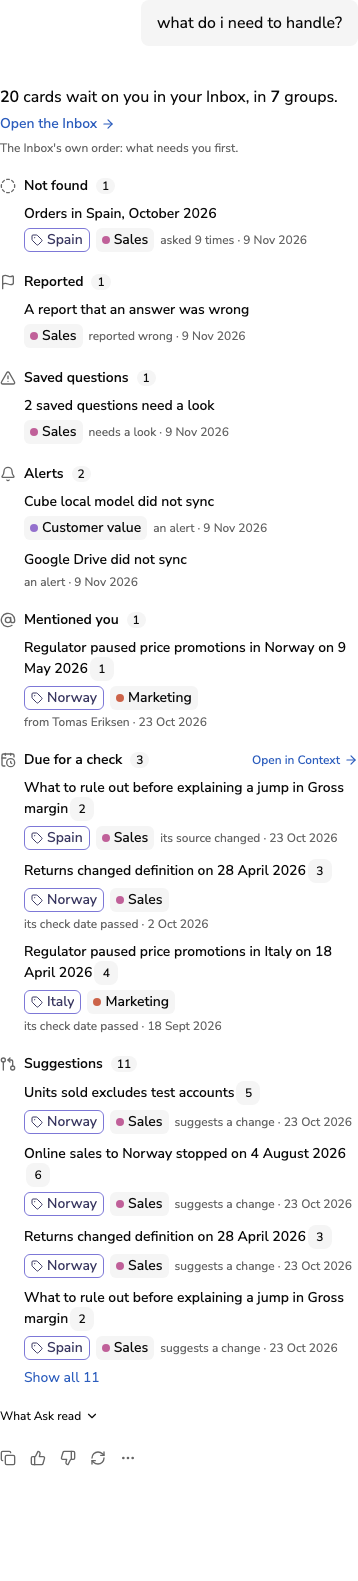 what do i need to handle?
20 cards wait on you in your Inbox, in 7 groups.
Open the Inbox →
The Inbox's own order: what needs you first.
Not found 1
Orders in Spain, October 2026
Spain Sales asked 9 times · 9 Nov 2026
Reported 1
A report that an answer was wrong
Sales reported wrong · 9 Nov 2026
Saved questions 1
2 saved questions need a look
Sales needs a look · 9 Nov 2026
Alerts 2
Cube local model did not sync
Customer value an alert · 9 Nov 2026
Google Drive did not sync
an alert · 9 Nov 2026
Mentioned you 1
Regulator paused price promotions in Norway on 9
May 2026 1
Norway Marketing
from Tomas Eriksen · 23 Oct 2026
Due for a check 3 Open in Context →
What to rule out before explaining a jump in Gross
margin 2
Spain Sales its source changed · 23 Oct 2026
Returns changed definition on 28 April 2026 3
Norway Sales
its check date passed · 2 Oct 2026
Regulator paused price promotions in Italy on 18
April 2026 4
Italy Marketing
its check date passed · 18 Sept 2026
Suggestions 11
Units sold excludes test accounts 5
Norway Sales suggests a change · 23 Oct 2026
Online sales to Norway stopped on 4 August 2026
6
Norway Sales suggests a change · 23 Oct 2026
Returns changed definition on 28 April 2026 3
Norway Sales suggests a change · 23 Oct 2026
What to rule out before explaining a jump in Gross
margin 2
Spain Sales suggests a change · 23 Oct 2026
Show all 11
What Ask read